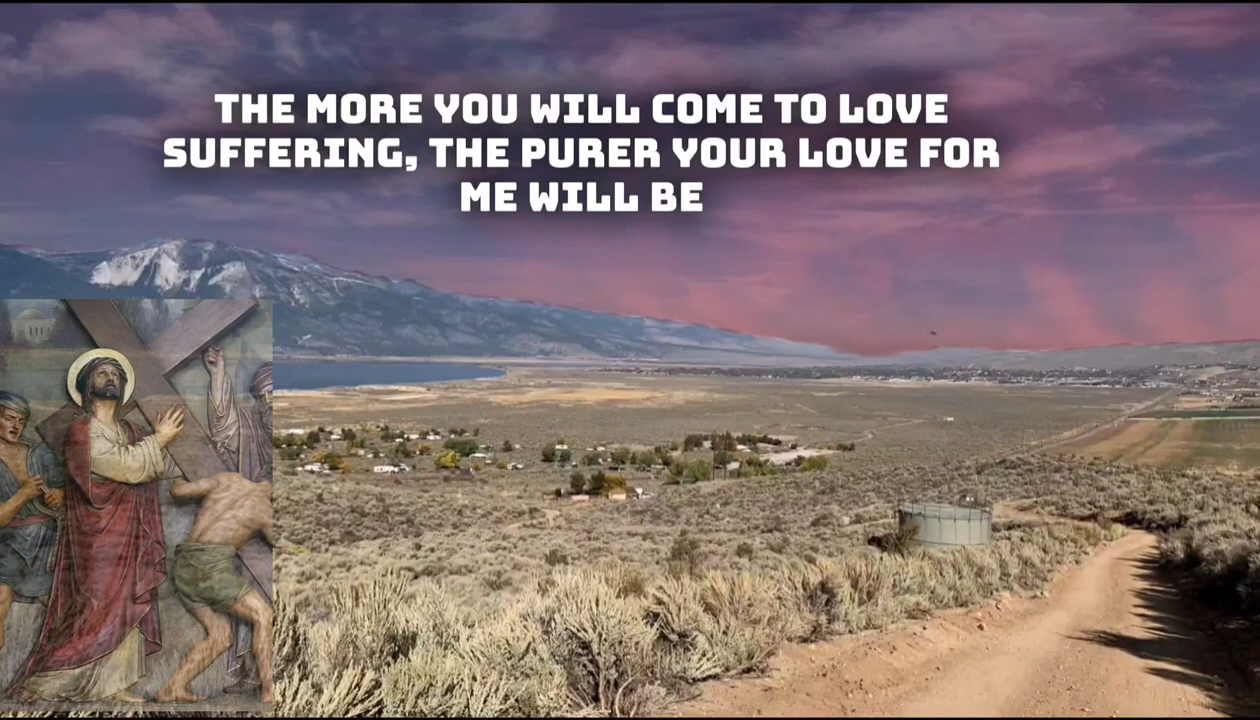 THE MORE YOU WILL COME TO LOVE
SUFFERING, THE PURER YOUR LOVE FOR
ME WILL BE